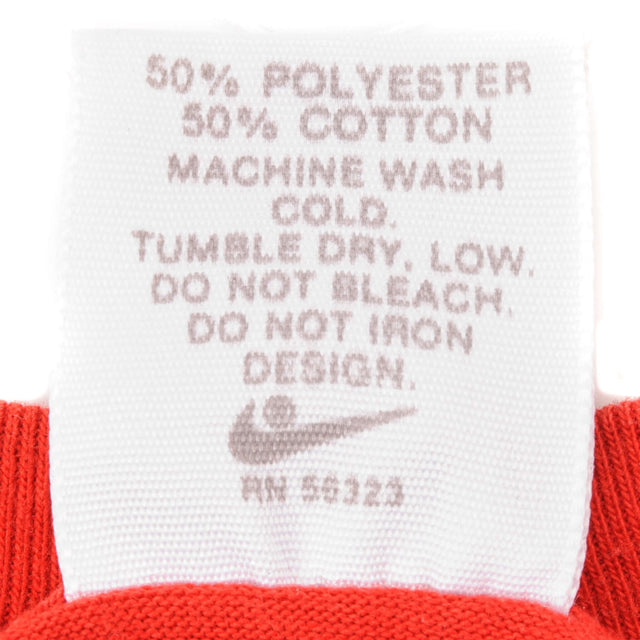 50% POLYESTER
50% COTTON
MACHINE WASH
COLD.
TUMBLE DRY, LOW.
DO NOT BLEACH.
DO NOT IRON
DESIGN.
RN 56323